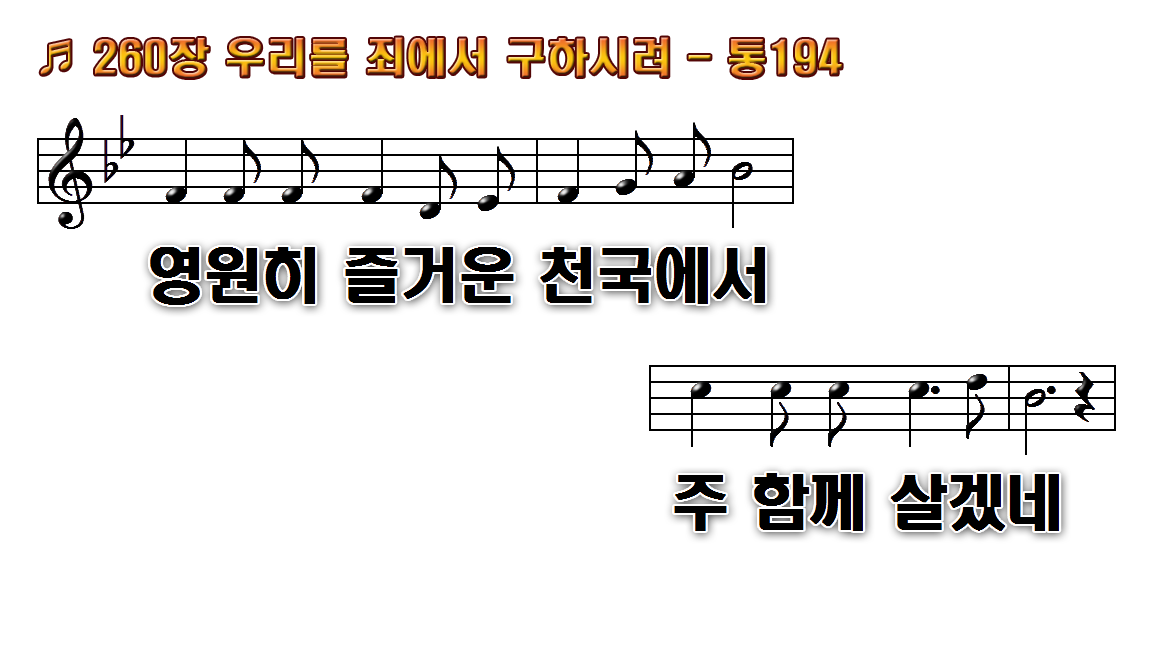 ♬ 260장 우리를 죄에서 구하시려 - 통194
영원히 즐거운 천국에서
주 함께 살겠네